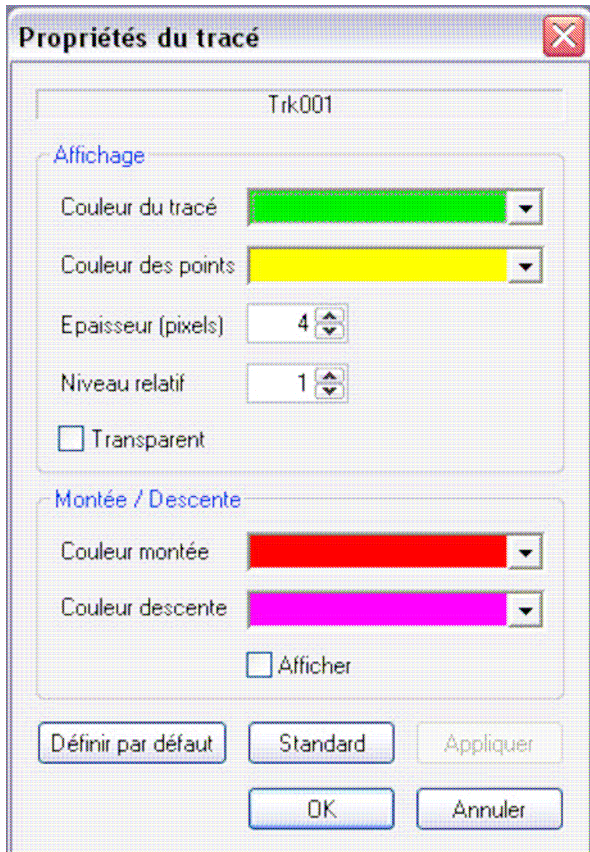 Propriétés du tracé
Trk001
Affichage
Couleur du tracé
Couleur des points
Epaisseur (pixels) 4
Niveau relatif 1
Transparent
Montée / Descente
Couleur montée
Couleur descente
Afficher
Définir par défaut Standard Appliquer
OK Annuler